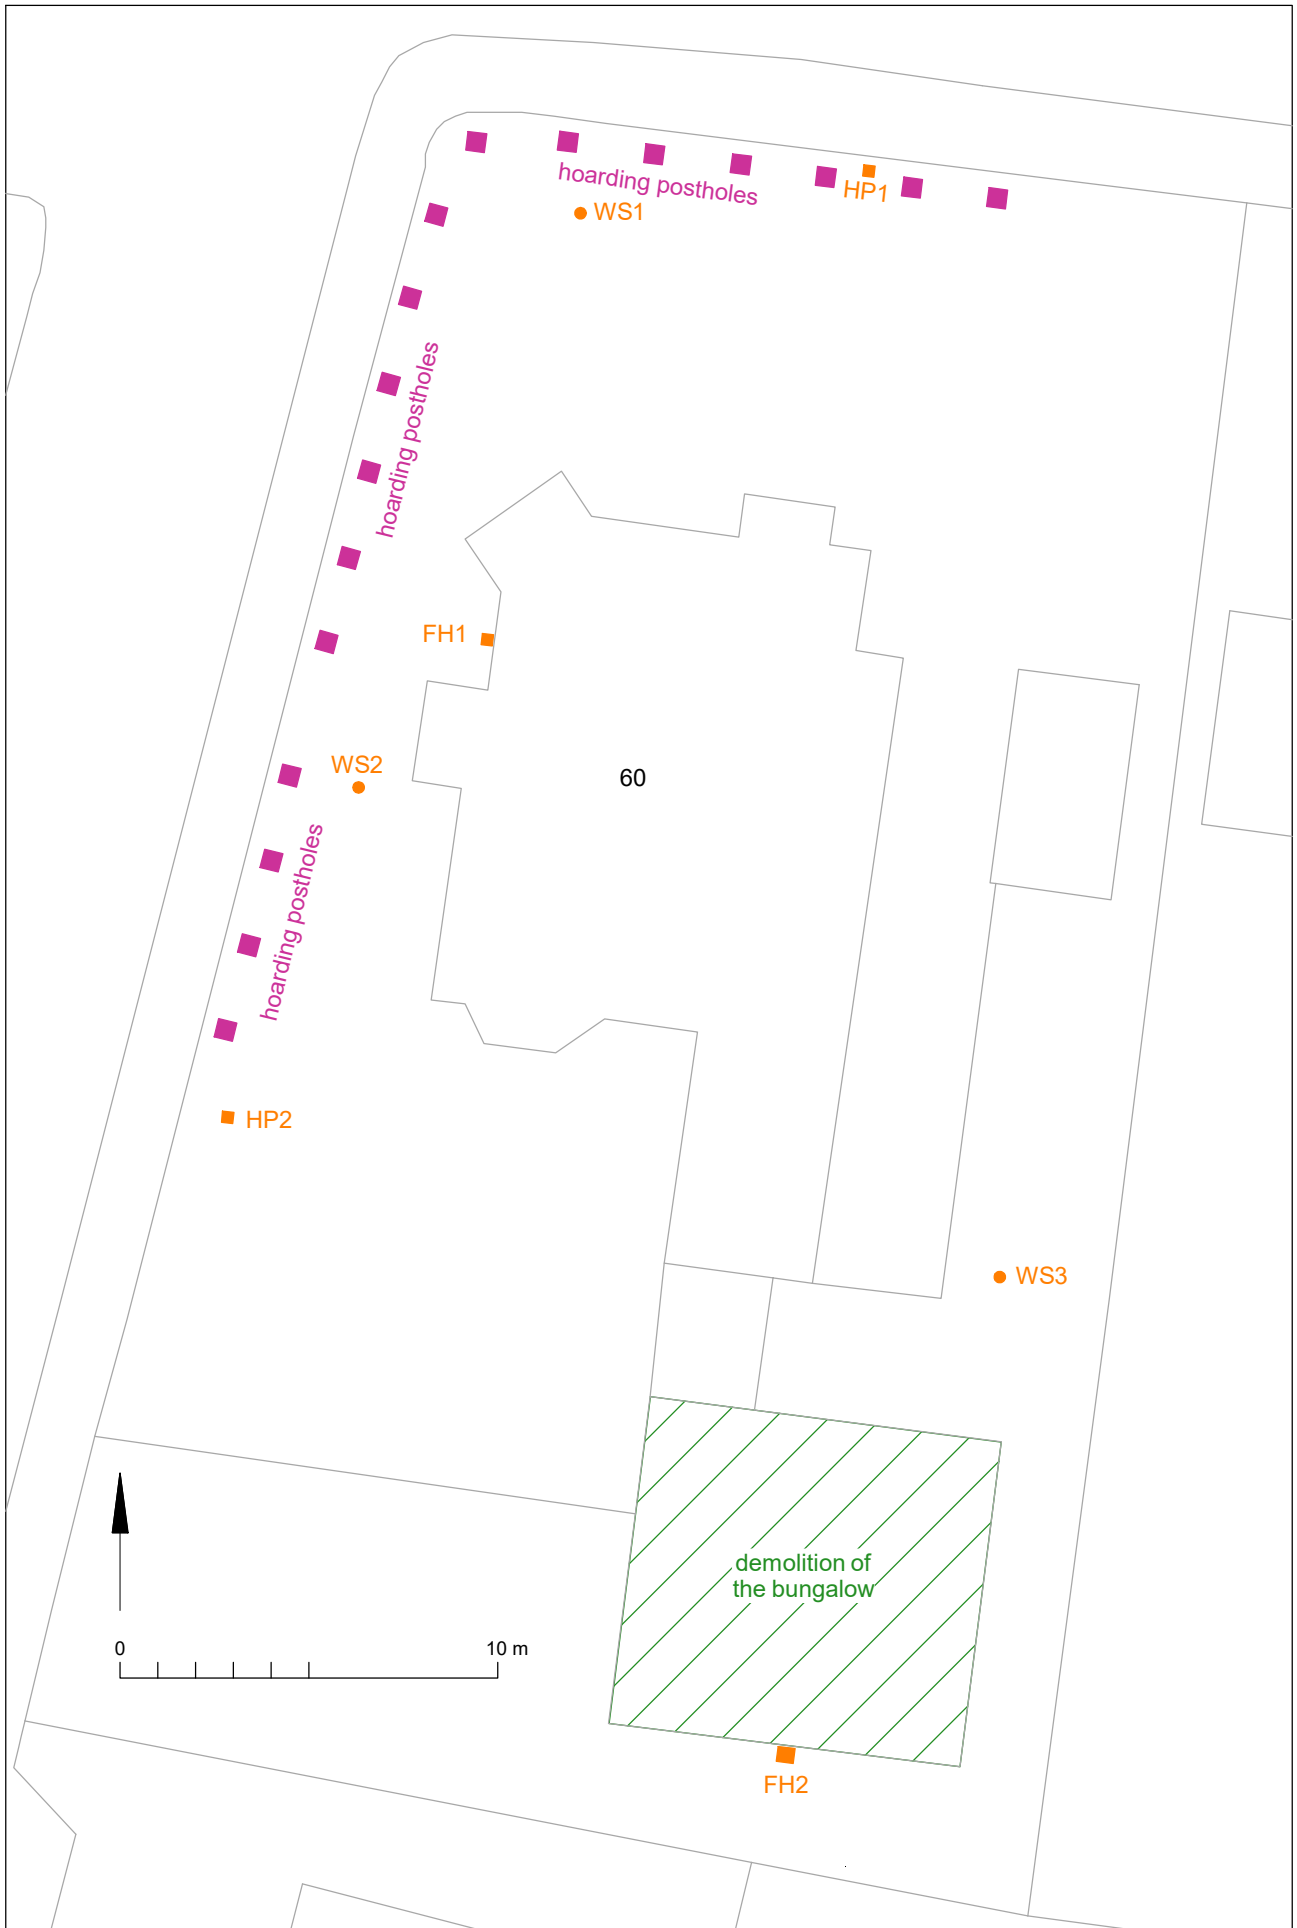 hoarding postholes
HP1
WS1
hoarding postholes
FH1
WS2
60
hoarding postholes
HP2
WS3
demolition of
the bungalow
0
10 m
FH2